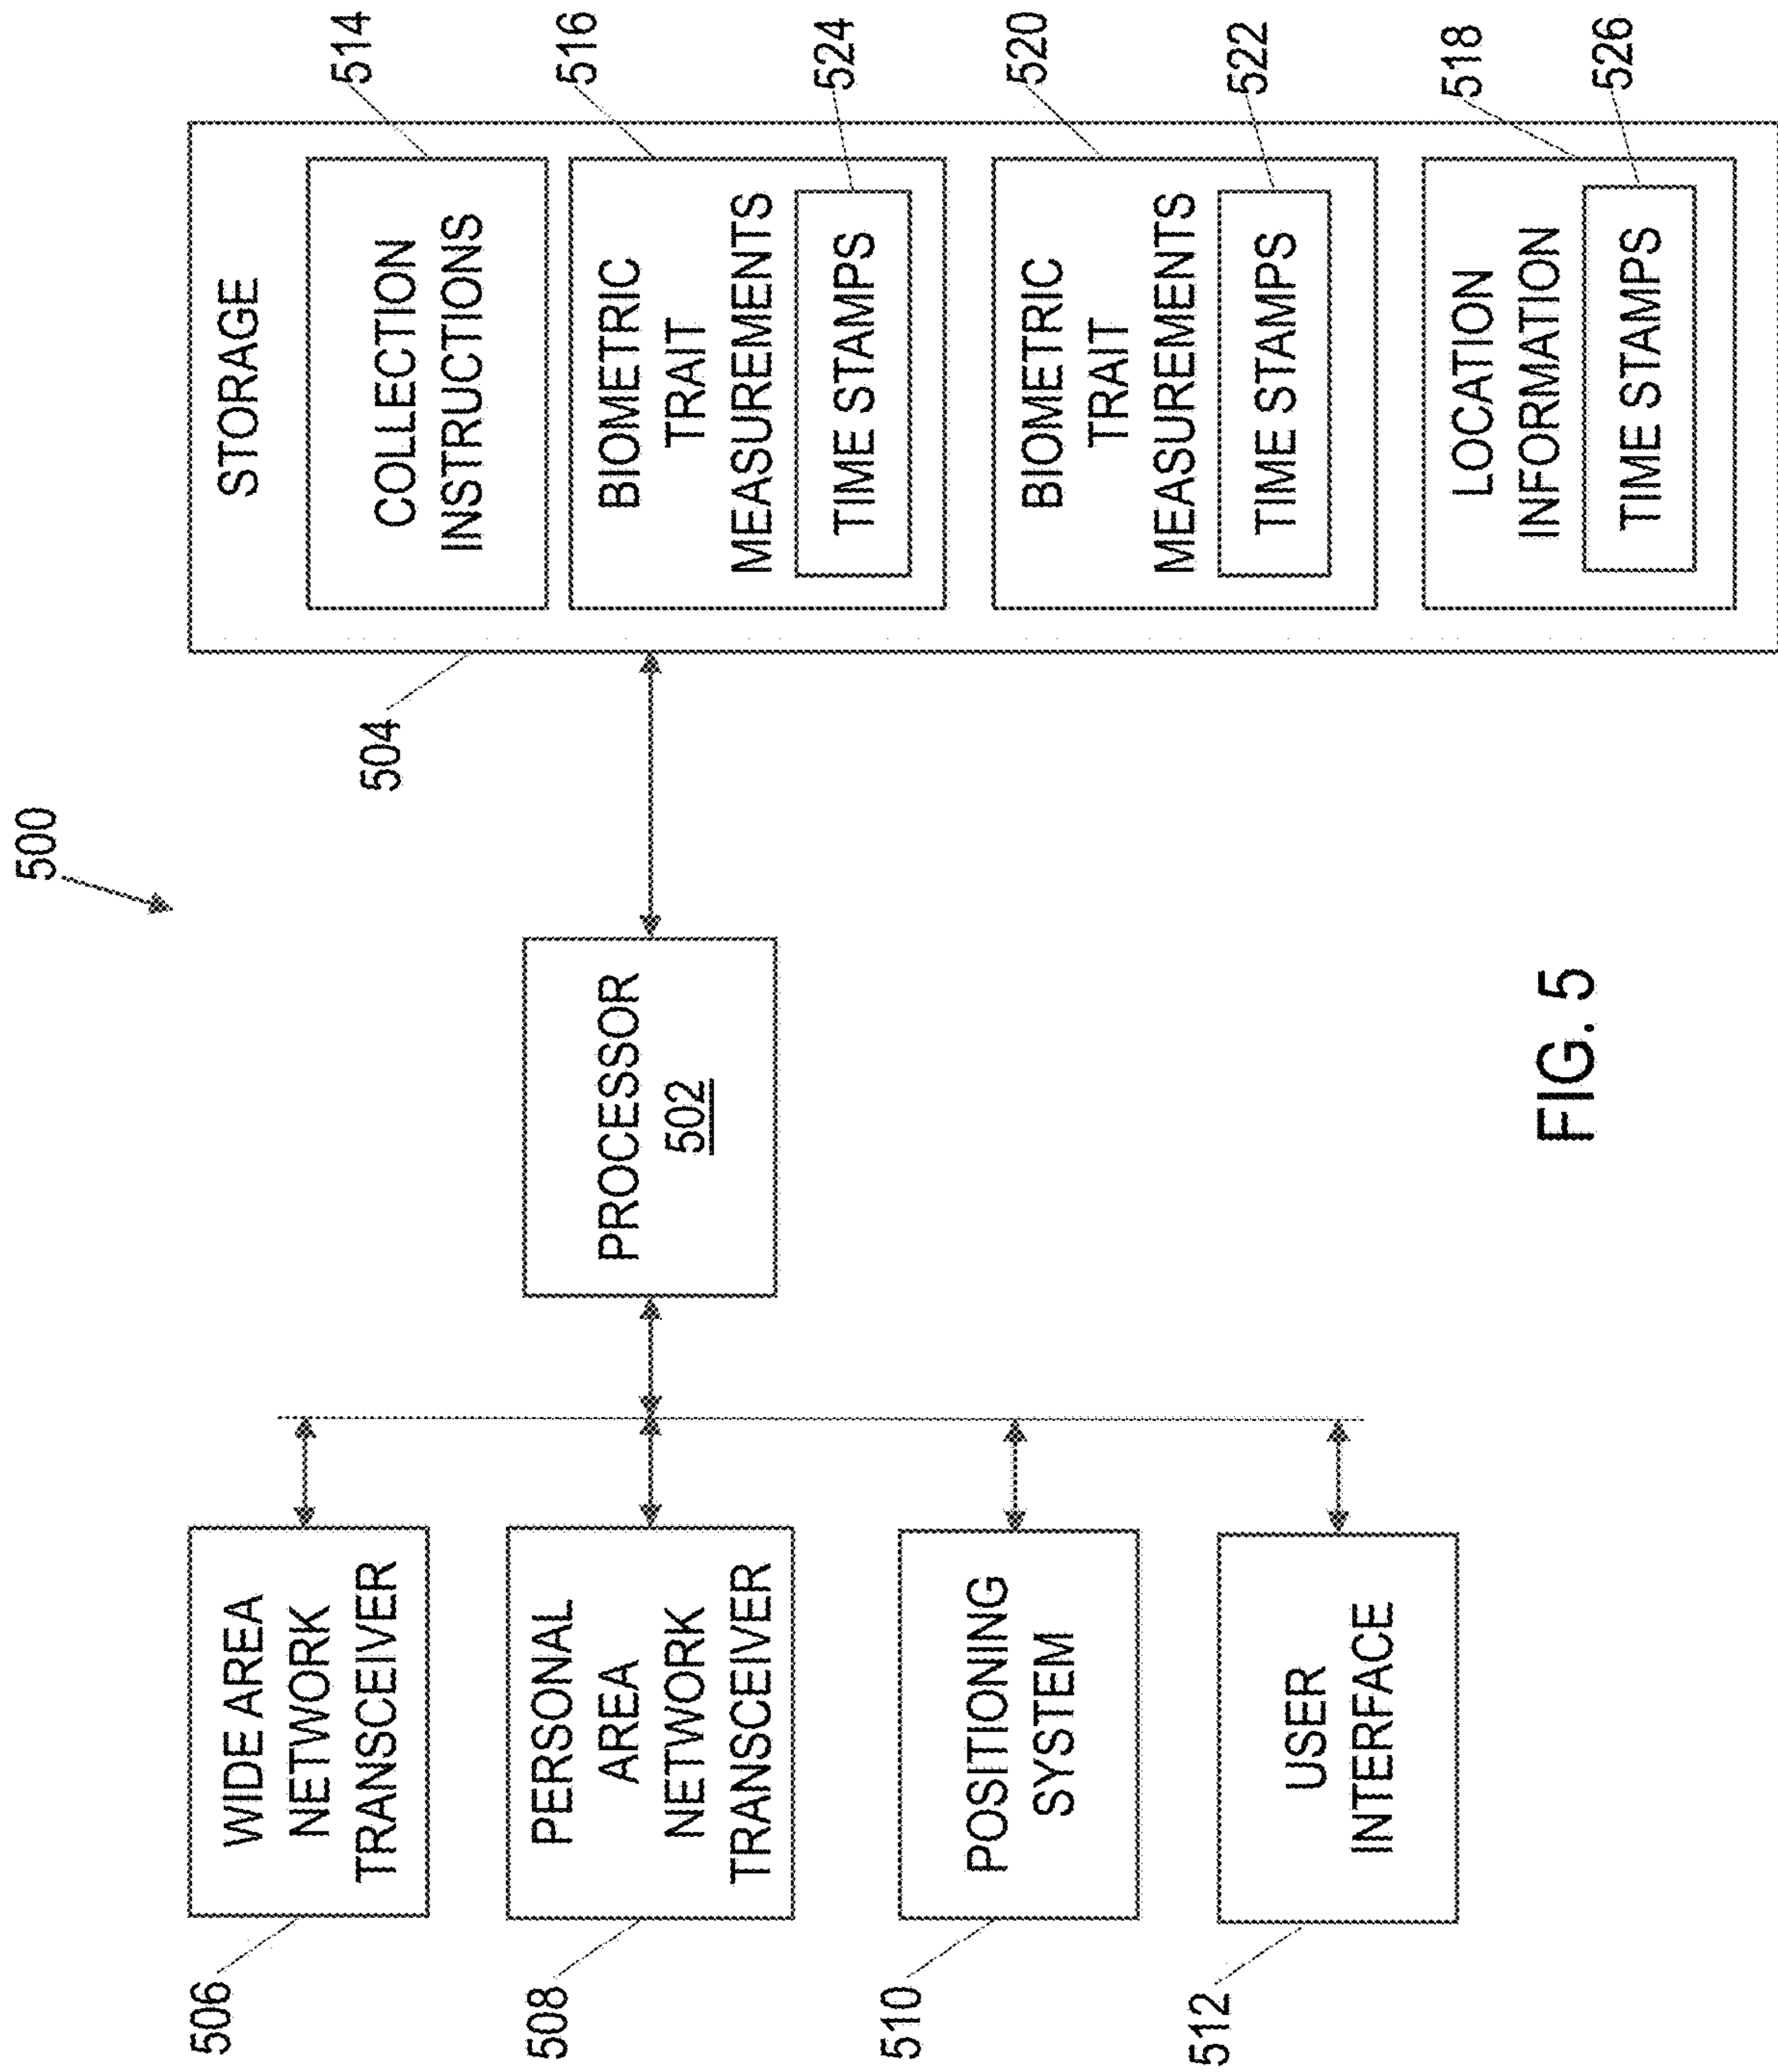 500
506
WIDE AREA
NETWORK
TRANSCEIVER
508
PERSONAL
AREA
NETWORK
TRANSCEIVER
510
POSITIONING
SYSTEM
512
USER
INTERFACE
PROCESSOR
502
504
STORAGE
COLLECTION
INSTRUCTIONS
514
BIOMETRIC
TRAIT
MEASUREMENTS
516
TIME STAMPS
524
BIOMETRIC
TRAIT
MEASUREMENTS
520
TIME STAMPS
522
LOCATION
INFORMATION
518
TIME STAMPS
526
FIG. 5